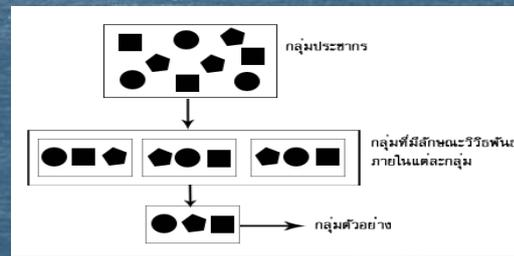 กลุ่มประชากร
กลุ่มที่มีลักษณะวิวิธพันธ์
ภายในแต่ละกลุ่ม
กลุ่มตัวอย่าง